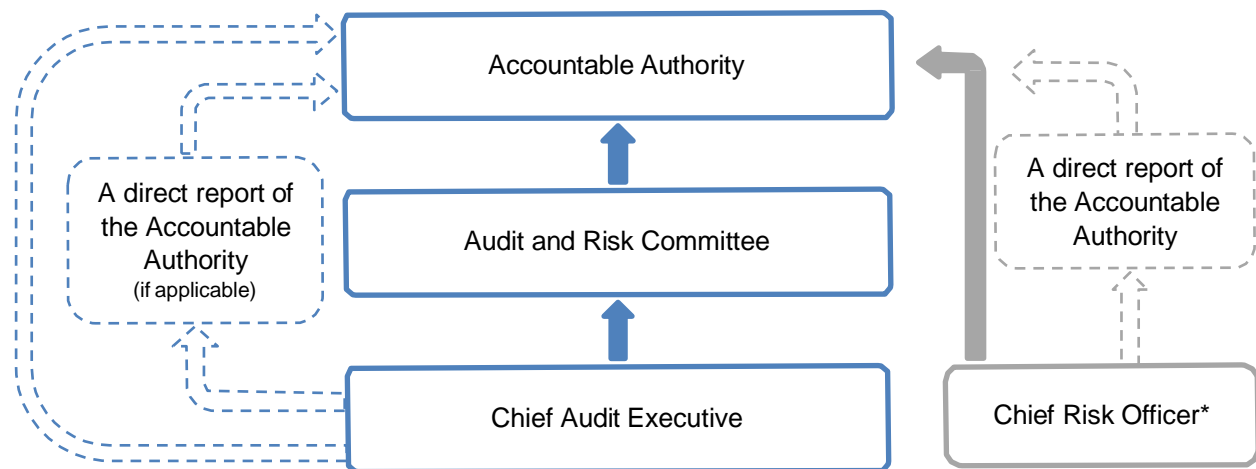 Accountable Authority
A direct report of
the Accountable
Authority
(if applicable)
Audit and Risk Committee
A direct report of
the Accountable
Authority
Chief Audit Executive
Chief Risk Officer*